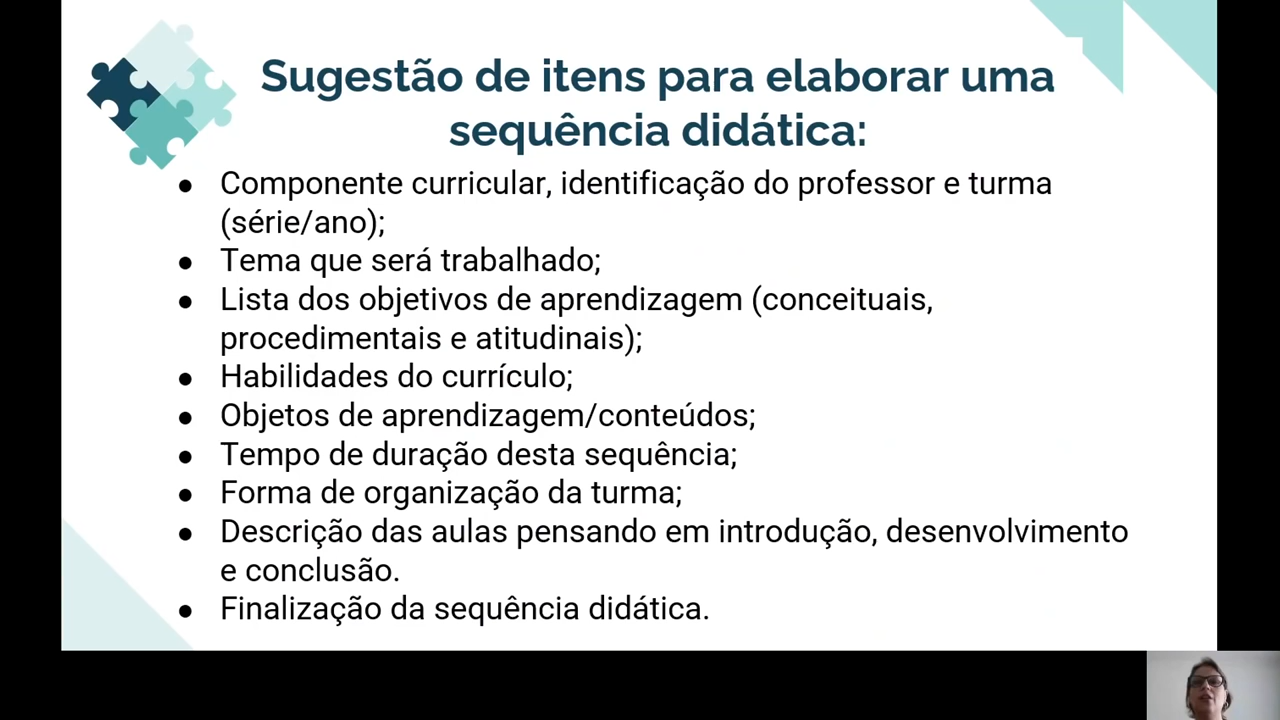 Sugestão de itens para elaborar uma
sequência didática:
● Componente curricular, identificação do professor e turma
(série/ano);
● Tema que será trabalhado;
● Lista dos objetivos de aprendizagem (conceituais,
procedimentais e atitudinais);
● Habilidades do currículo;
● Objetos de aprendizagem/conteúdos;
● Tempo de duração desta sequência;
● Forma de organização da turma;
● Descrição das aulas pensando em introdução, desenvolvimento
e conclusão.
● Finalização da sequência didática.